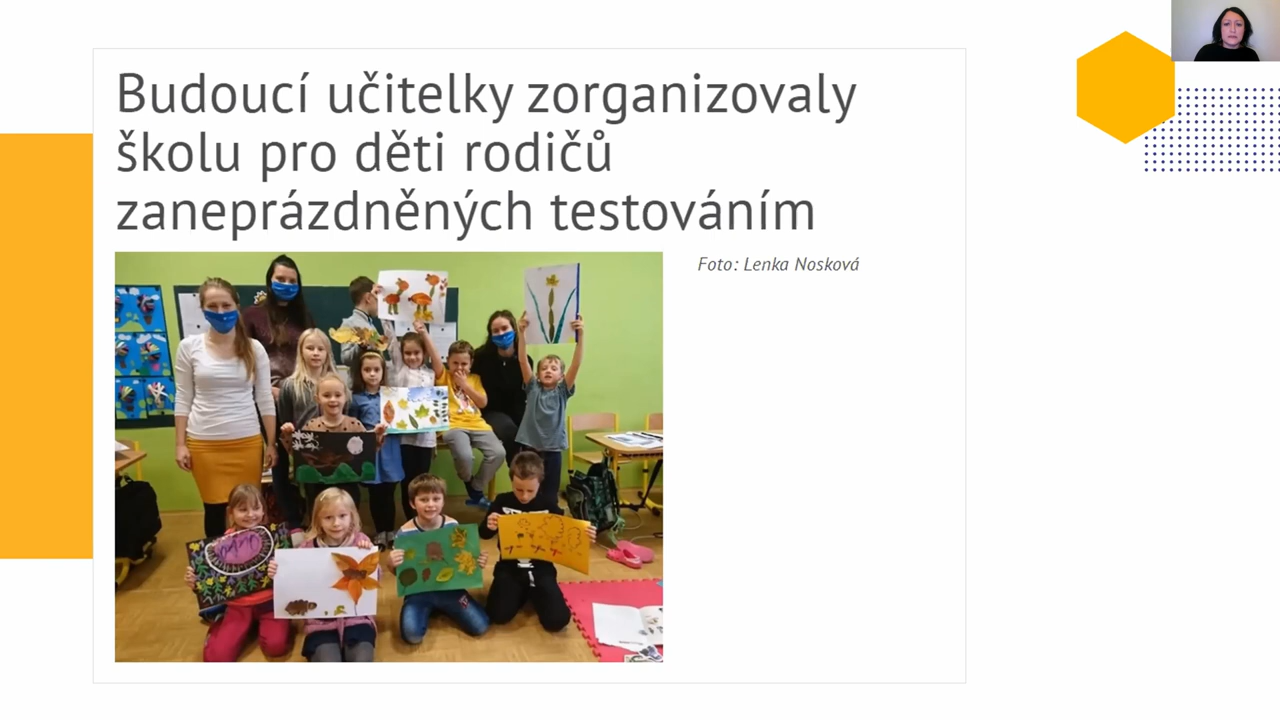 Budoucí učitelky zorganizovaly
školu pro děti rodičů
zaneprázdněných testováním
Foto: Lenka Nosková